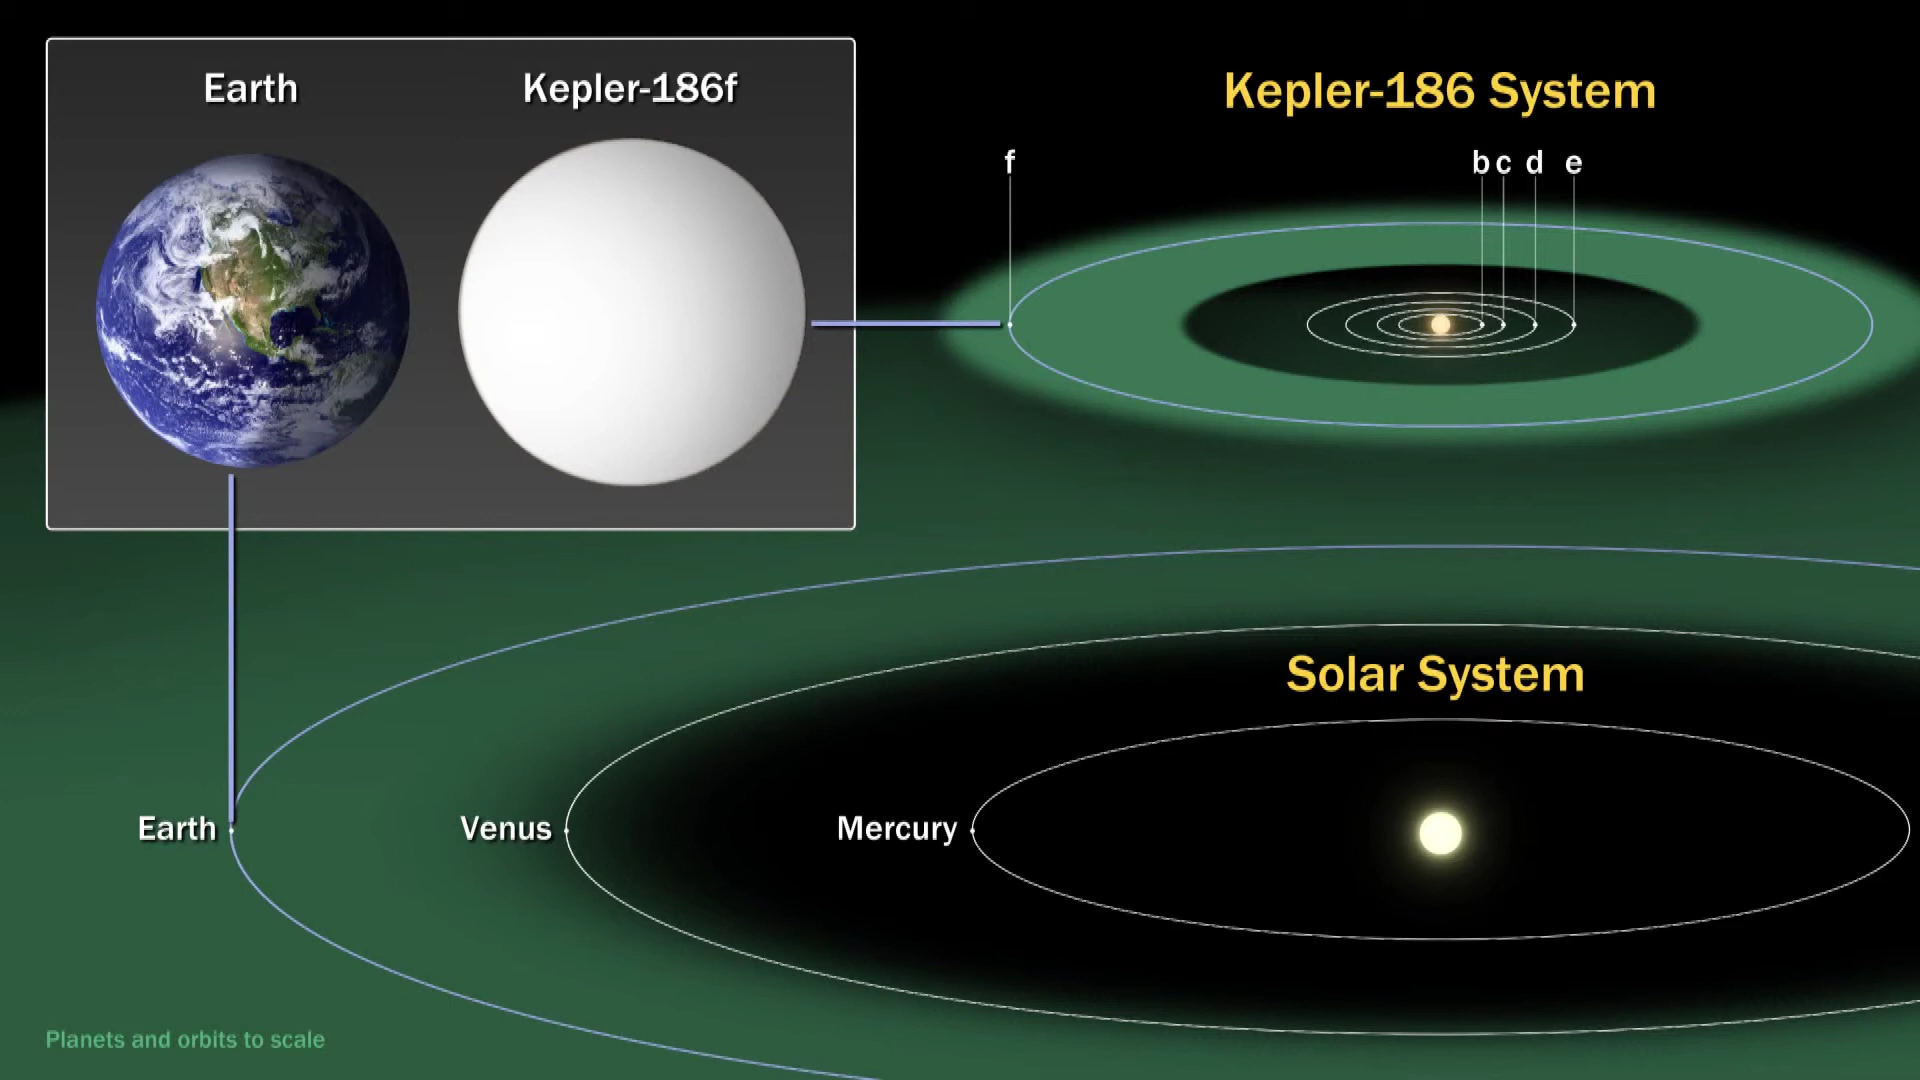 Earth
Kepler-186f
Kepler-186 System
f
b c d e
Solar System
Earth
Venus
Mercury
Planets and orbits to scale